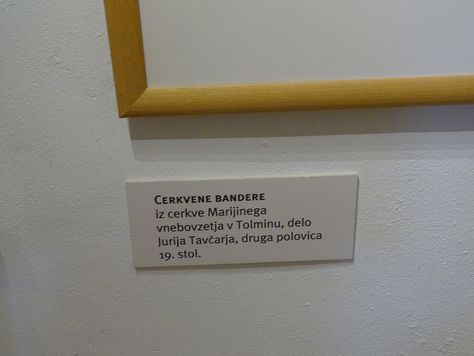 CERKVENE BANDERE
iz cerkve Marijinega
vnebovzetja v Tolminu, delo
Jurija Tavčarja, druga polovica
19. stol.